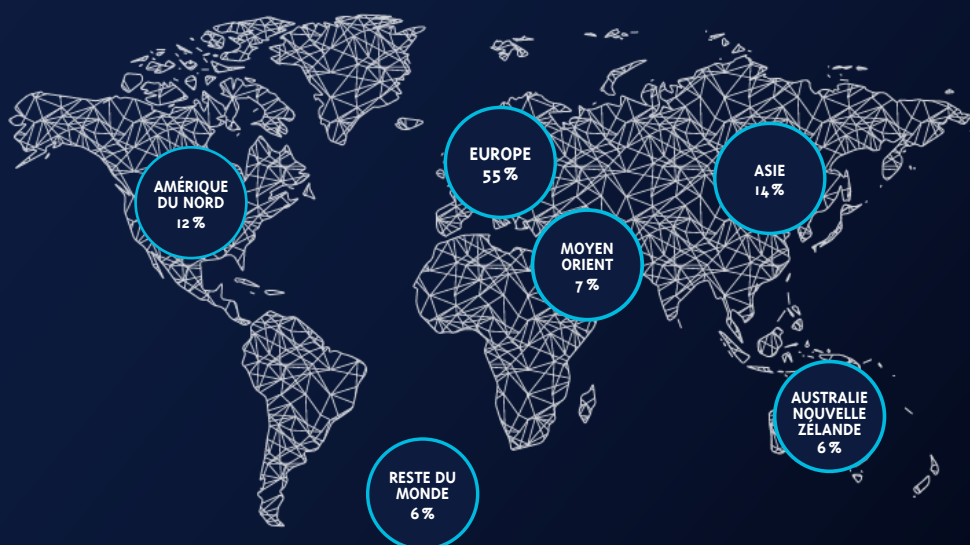 EUROPE
55 %
ASIE
14 %
AMÉRIQUE
DU NORD
12 %
MOYEN
ORIENT
7 %
AUSTRALIE
NOUVELLE
ZÉLANDE
6 %
RESTE DU
MONDE
6 %